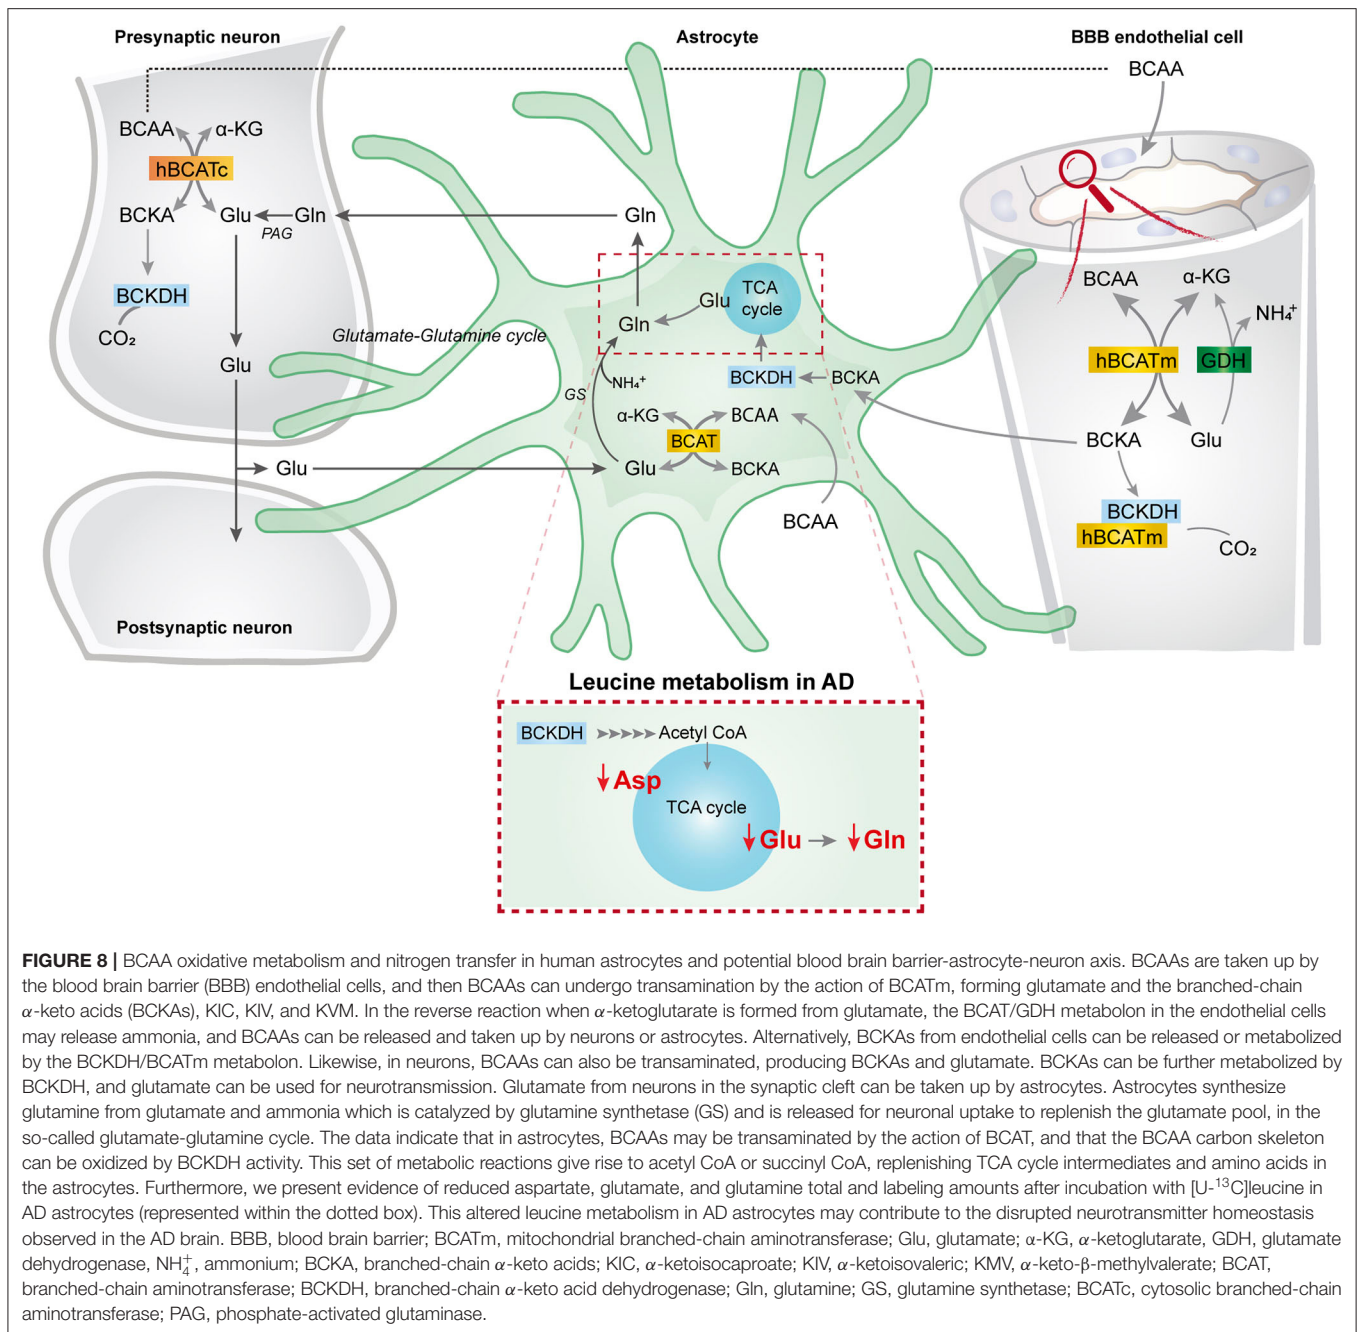 Presynaptic neuron
Astrocyte
BBB endothelial cell
BCAA
BCAA
α-KG
hBCATc
BCKA
Glu
Gln
PAG
BCKDH
CO₂
Glu
Glutamate-Glutamine cycle
Glu
Postsynaptic neuron
Gln
Gln
Glu
TCA
cycle
GS
NH₄⁺
BCKDH
BCKA
α-KG
BCAA
BCAT
Glu
BCKA
BCAA
BCAA
α-KG
NH₄⁺
hBCATm
GDH
BCKA
Glu
BCKDH
hBCATm
CO₂
Leucine metabolism in AD
BCKDH
Acetyl CoA
↓Asp
TCA cycle
↓Glu → ↓Gln
FIGURE 8 | BCAA oxidative metabolism and nitrogen transfer in human astrocytes and potential blood brain barrier-astrocyte-neuron axis. BCAAs are taken up by
the blood brain barrier (BBB) endothelial cells, and then BCAAs can undergo transamination by the action of BCATm, forming glutamate and the branched-chain
α-keto acids (BCKAs), KIC, KIV, and KVM. In the reverse reaction when α-ketoglutarate is formed from glutamate, the BCAT/GDH metabolon in the endothelial cells
may release ammonia, and BCAAs can be released and taken up by neurons or astrocytes. Alternatively, BCKAs from endothelial cells can be released or metabolized
by the BCKDH/BCATm metabolon. Likewise, in neurons, BCAAs can also be transaminated, producing BCKAs and glutamate. BCKAs can be further metabolized by
BCKDH, and glutamate can be used for neurotransmission. Glutamate from neurons in the synaptic cleft can be taken up by astrocytes. Astrocytes synthesize
glutamine from glutamate and ammonia which is catalyzed by glutamine synthetase (GS) and is released for neuronal uptake to replenish the glutamate pool, in the
so-called glutamate-glutamine cycle. The data indicate that in astrocytes, BCAAs may be transaminated by the action of BCAT, and that the BCAA carbon skeleton
can be oxidized by BCKDH activity. This set of metabolic reactions give rise to acetyl CoA or succinyl CoA, replenishing TCA cycle intermediates and amino acids in
the astrocytes. Furthermore, we present evidence of reduced aspartate, glutamate, and glutamine total and labeling amounts after incubation with [U-¹³C]leucine in
AD astrocytes (represented within the dotted box). This altered leucine metabolism in AD astrocytes may contribute to the disrupted neurotransmitter homeostasis
observed in the AD brain. BBB, blood brain barrier; BCATm, mitochondrial branched-chain aminotransferase; Glu, glutamate; α-KG, α-ketoglutarate, GDH, glutamate
dehydrogenase, NH₄⁺, ammonium; BCKA, branched-chain α-keto acids; KIC, α-ketoisocaproate; KIV, α-ketoisovaleric; KMV, α-keto-β-methylvalerate; BCAT,
branched-chain aminotransferase; BCKDH, branched-chain α-keto acid dehydrogenase; Gln, glutamine; GS, glutamine synthetase; BCATc, cytosolic branched-chain
aminotransferase; PAG, phosphate-activated glutaminase.